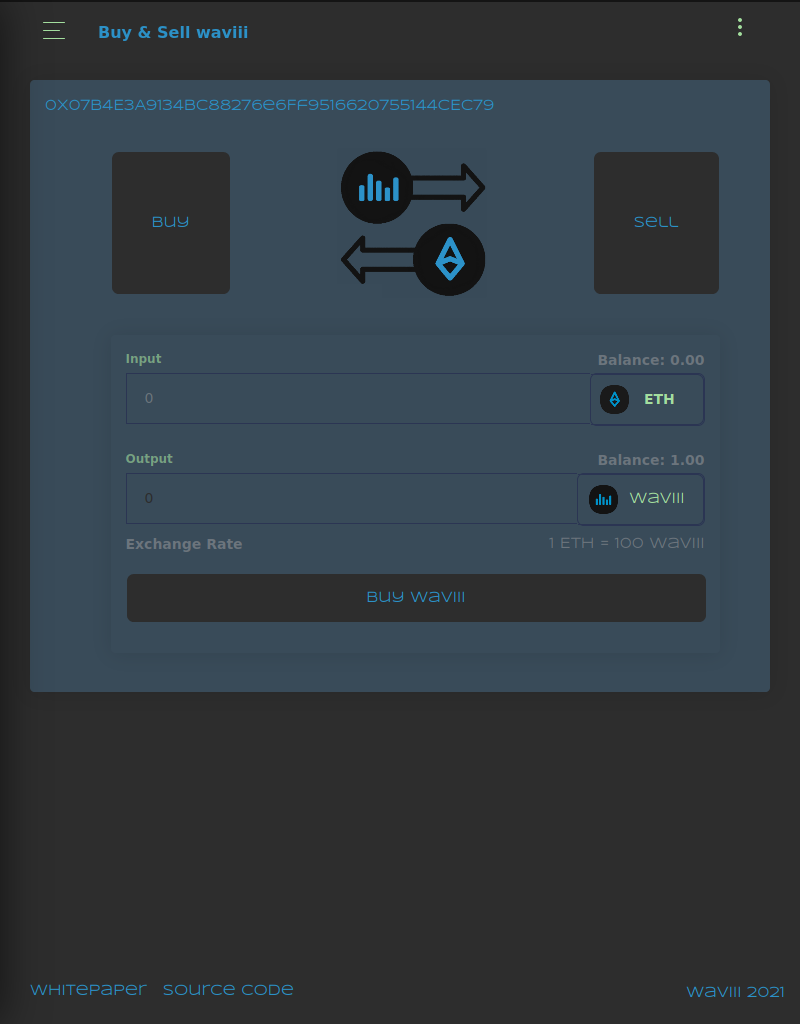 Buy & Sell waviii
0x07B4E3A9134BC88276e6FF9516620755144CEC79
Buy
Sell
Input
Balance: 0.00
0
ETH
Output
Balance: 1.00
0
waviii
Exchange Rate
1 ETH = 100 waviii
Buy waviii
Whitepaper
Source Code
waviii 2021